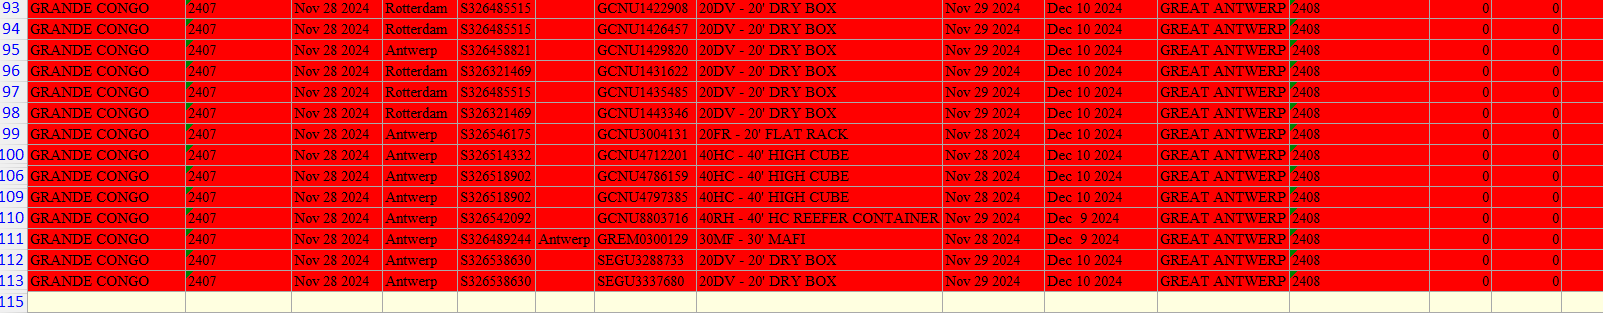 93 GRANDE CONGO 2407 Nov 28 2024 Rotterdam S326485515 GCNU1422908 20DV - 20' DRY BOX Nov 29 2024 Dec 10 2024 GREAT ANTWERP 2408 0 0
94 GRANDE CONGO 2407 Nov 28 2024 Rotterdam S326485515 GCNU1426457 20DV - 20' DRY BOX Nov 29 2024 Dec 10 2024 GREAT ANTWERP 2408 0 0
95 GRANDE CONGO 2407 Nov 28 2024 Antwerp S326458821 GCNU1429820 20DV - 20' DRY BOX Nov 29 2024 Dec 10 2024 GREAT ANTWERP 2408 0 0
96 GRANDE CONGO 2407 Nov 28 2024 Rotterdam S326321469 GCNU1431622 20DV - 20' DRY BOX Nov 29 2024 Dec 10 2024 GREAT ANTWERP 2408 0 0
97 GRANDE CONGO 2407 Nov 28 2024 Rotterdam S326485515 GCNU1435485 20DV - 20' DRY BOX Nov 29 2024 Dec 10 2024 GREAT ANTWERP 2408 0 0
98 GRANDE CONGO 2407 Nov 28 2024 Rotterdam S326321469 GCNU1443346 20DV - 20' DRY BOX Nov 29 2024 Dec 10 2024 GREAT ANTWERP 2408 0 0
99 GRANDE CONGO 2407 Nov 28 2024 Antwerp S326546175 GCNU3004131 20FR - 20' FLAT RACK Nov 28 2024 Dec 10 2024 GREAT ANTWERP 2408 0 0
100 GRANDE CONGO 2407 Nov 28 2024 Antwerp S326514332 GCNU4712201 40HC - 40' HIGH CUBE Nov 28 2024 Dec 10 2024 GREAT ANTWERP 2408 0 0
106 GRANDE CONGO 2407 Nov 28 2024 Antwerp S326518902 GCNU4786159 40HC - 40' HIGH CUBE Nov 28 2024 Dec 10 2024 GREAT ANTWERP 2408 0 0
109 GRANDE CONGO 2407 Nov 28 2024 Antwerp S326518902 GCNU4797385 40HC - 40' HIGH CUBE Nov 28 2024 Dec 10 2024 GREAT ANTWERP 2408 0 0
110 GRANDE CONGO 2407 Nov 28 2024 Antwerp S326542092 GCNU8803716 40RH - 40' HC REEFER CONTAINER Nov 29 2024 Dec 9 2024 GREAT ANTWERP 2408 0 0
111 GRANDE CONGO 2407 Nov 28 2024 Antwerp S326489244 Antwerp GREM0300129 30MF - 30' MAFI Nov 28 2024 Dec 9 2024 GREAT ANTWERP 2408 0 0
112 GRANDE CONGO 2407 Nov 28 2024 Antwerp S326538630 SEGU3288733 20DV - 20' DRY BOX Nov 29 2024 Dec 10 2024 GREAT ANTWERP 2408 0 0
113 GRANDE CONGO 2407 Nov 28 2024 Antwerp S326538630 SEGU3337680 20DV - 20' DRY BOX Nov 29 2024 Dec 10 2024 GREAT ANTWERP 2408 0 0
115